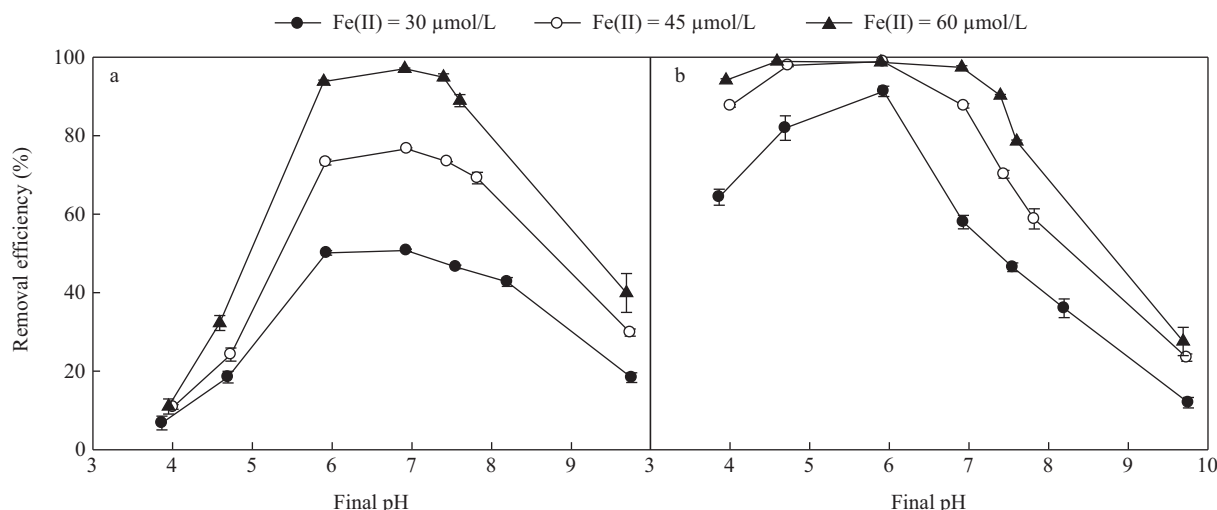 Fe(II) = 30 µmol/L Fe(II) = 45 µmol/L Fe(II) = 60 µmol/L
100
a
b
80
60
40
20
0
Removal efficiency (%)
3 4 5 6 7 8 9 3 4 5 6 7 8 9 10
Final pH Final pH